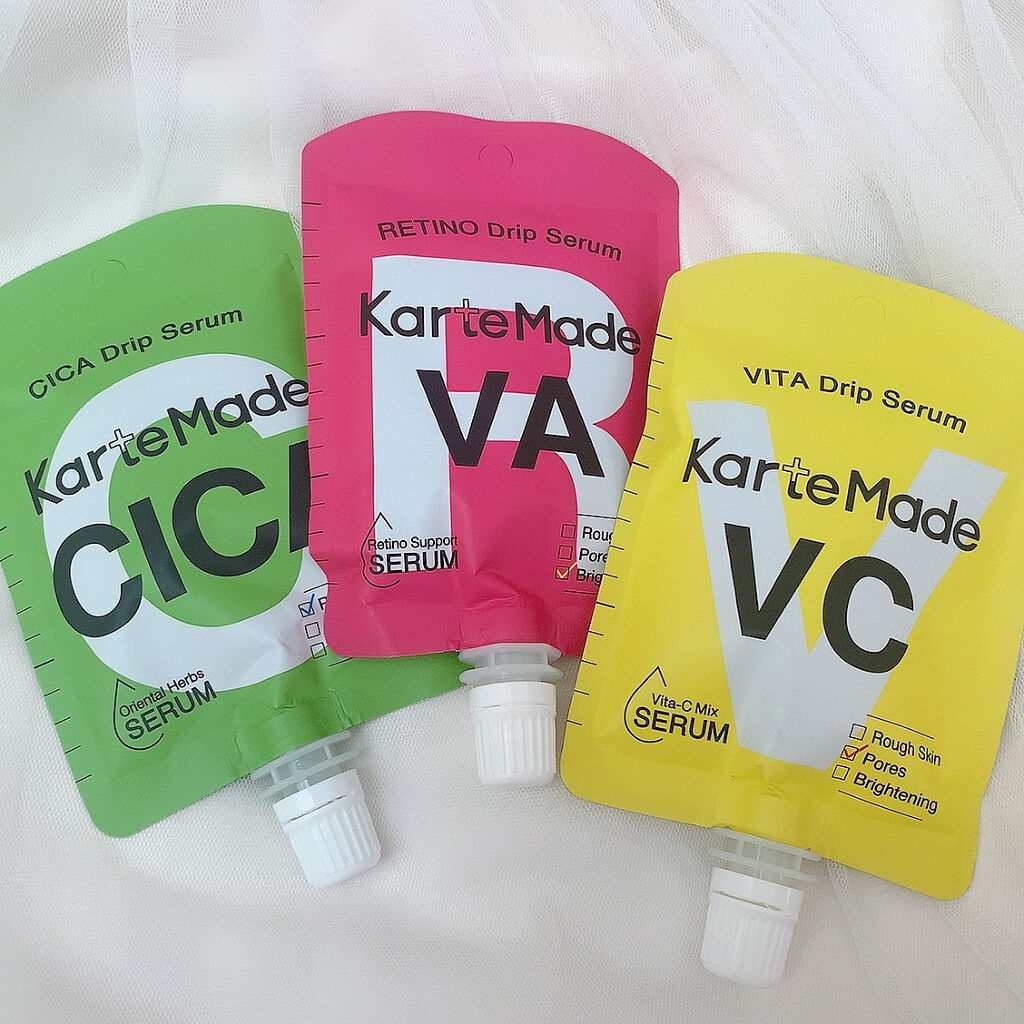 CICA Drip Serum
KarteMade
CICA
Oriental Herbs
SERUM
RETINO Drip Serum
KarteMade
VA
Retino Support
SERUM
VITA Drip Serum
KarteMade
VC
Vita-C Mix
SERUM
Rough Skin
Pores
Brightening